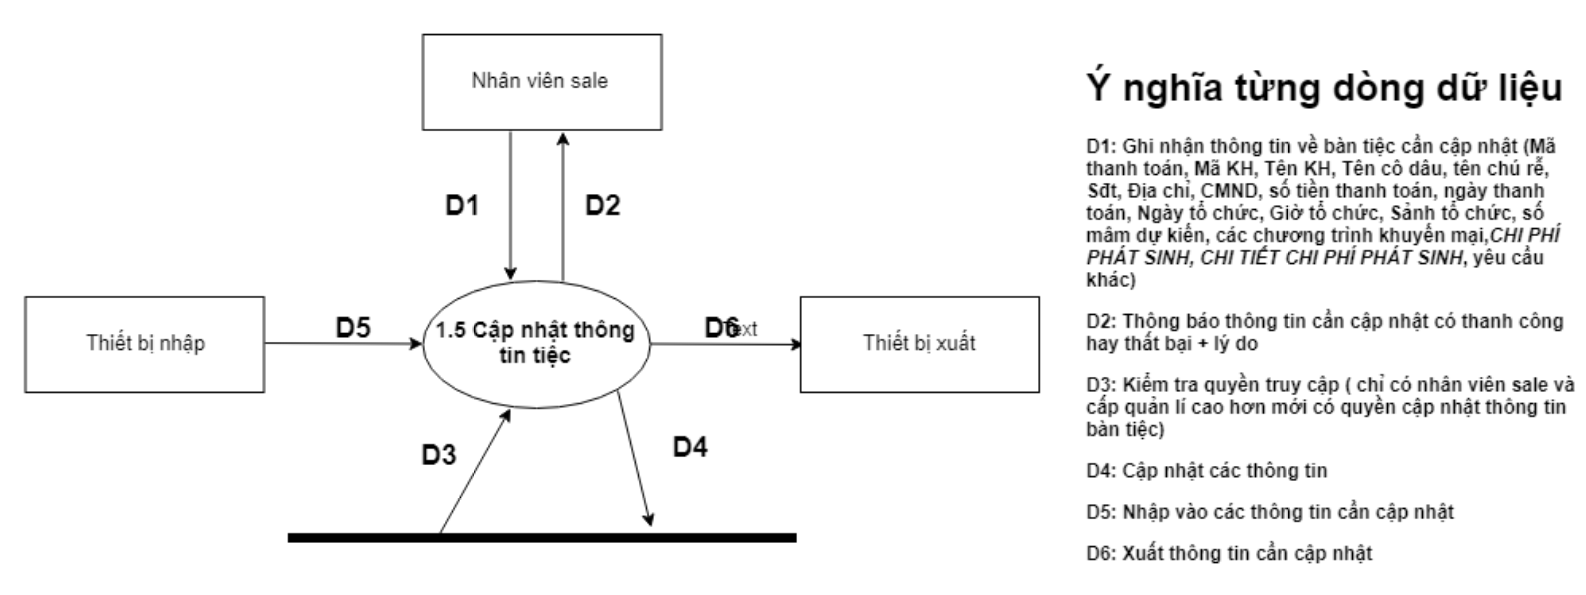 Nhân viên sale
D1
D2
Thiết bị nhập
D5
1.5 Cập nhật thông
tin tiệc
D6
Text
Thiết bị xuất
D3
D4
Ý nghĩa từng dòng dữ liệu
D1: Ghi nhận thông tin về bàn tiệc cần cập nhật (Mã
thanh toán, Mã KH, Tên KH, Tên cô dâu, tên chú rễ,
Sđt, Địa chỉ, CMND, số tiền thanh toán, ngày thanh
toán, Ngày tổ chức, Giờ tổ chức, Sảnh tổ chức, số
mâm dự kiến, các chương trình khuyến mại,CHI PHÍ
PHÁT SINH, CHI TIẾT CHI PHÍ PHÁT SINH, yêu cầu
khác)
D2: Thông báo thông tin cần cập nhật có thanh công
hay thất bại + lý do
D3: Kiểm tra quyền truy cập ( chỉ có nhân viên sale và
cấp quản lí cao hơn mới có quyền cập nhật thông tin
bàn tiệc)
D4: Cập nhật các thông tin
D5: Nhập vào các thông tin cần cập nhật
D6: Xuất thông tin cần cập nhật